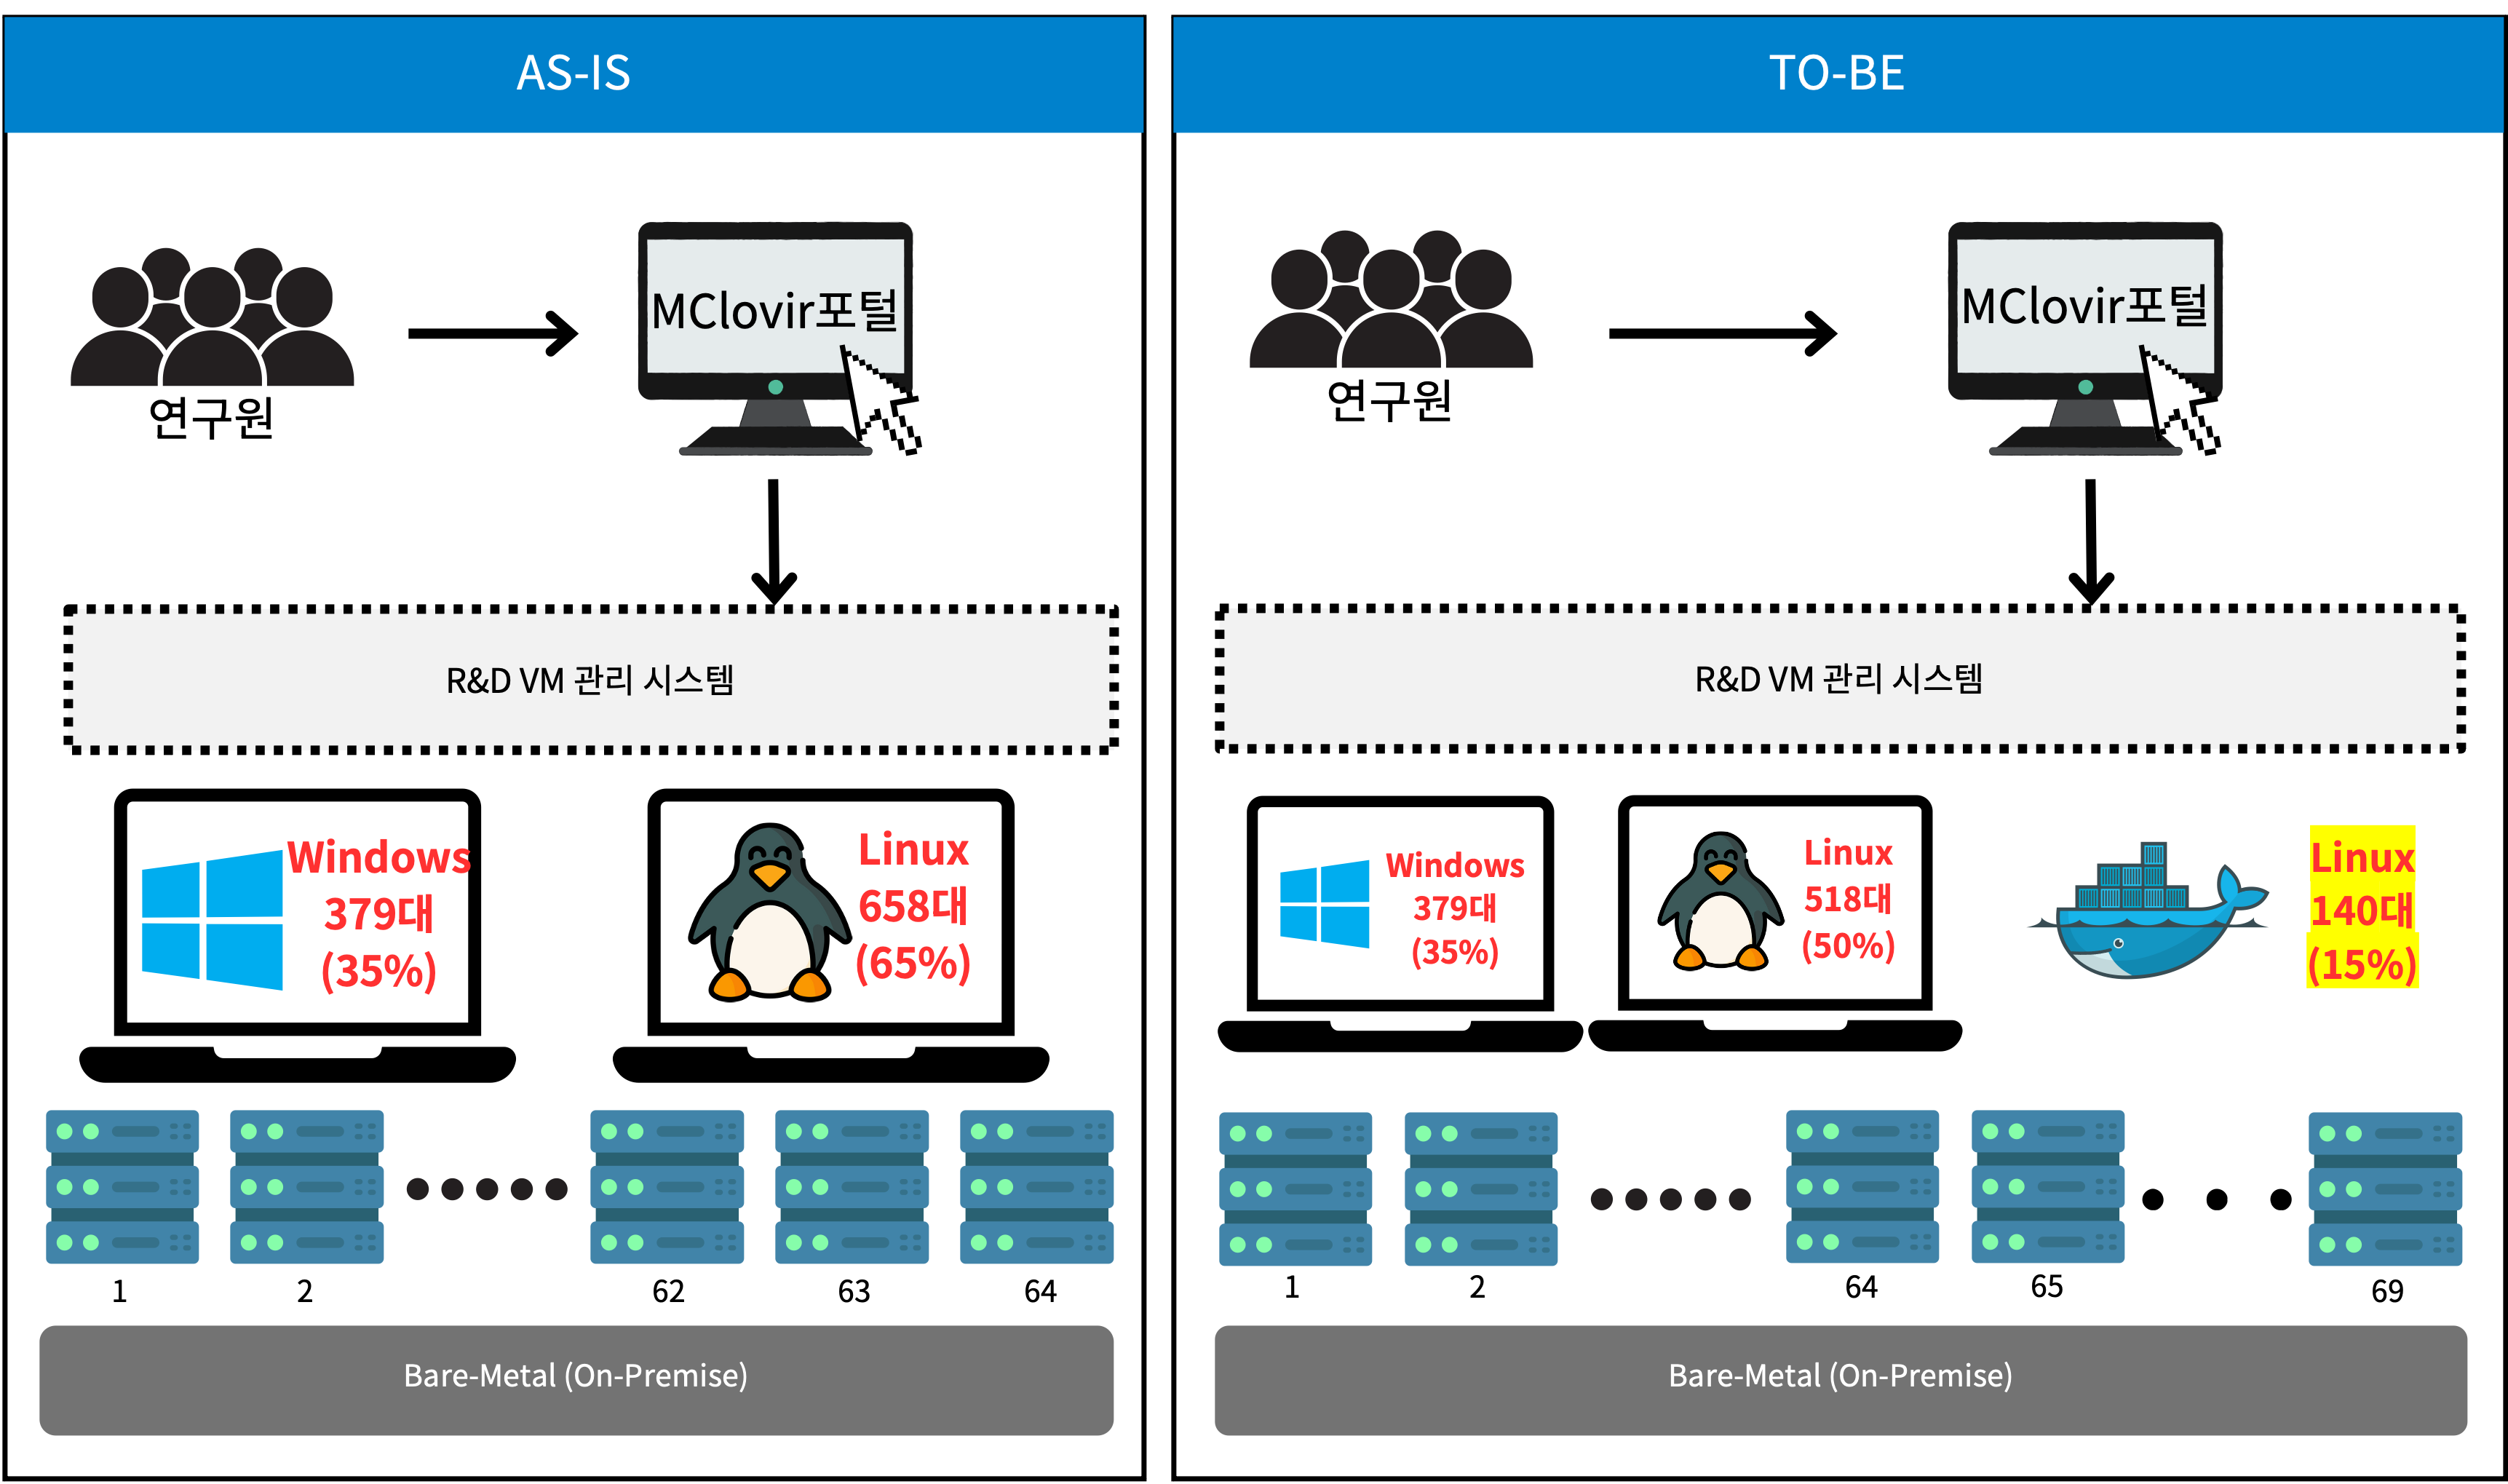 AS-IS
MClovir포털
연구원
R&D VM 관리 시스템
Windows
379대
(35%)
Linux
658대
(65%)
1
2
62
63
64
Bare-Metal (On-Premise)
TO-BE
MClovir포털
연구원
R&D VM 관리 시스템
Windows
379대
(35%)
Linux
518대
(50%)
Linux
140대
(15%)
1
2
64
65
69
Bare-Metal (On-Premise)